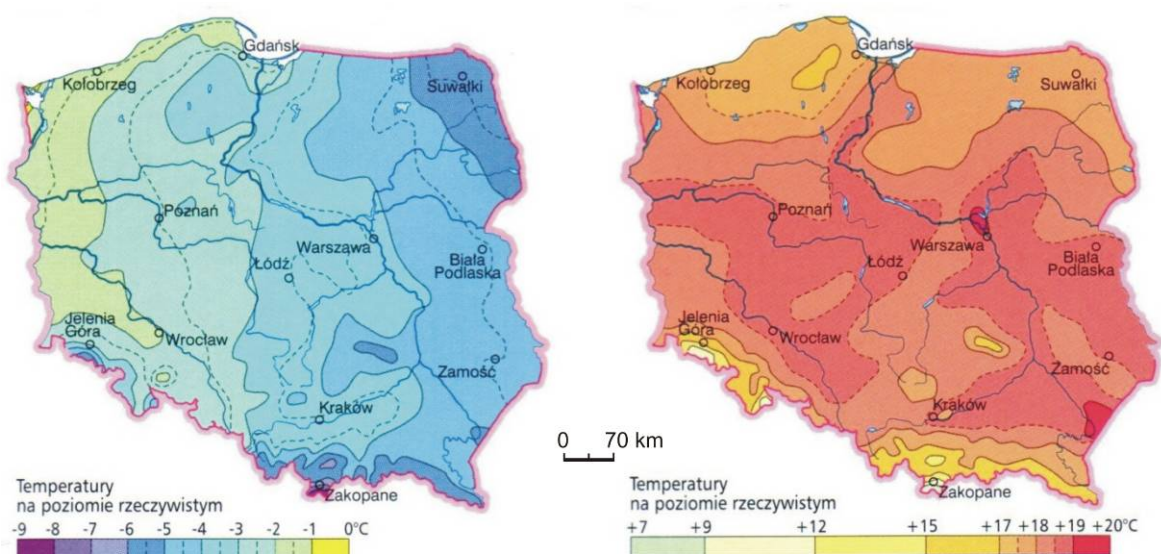 Gdańsk
Kołobrzeg
Suwałki
Poznań
Warszawa
Łódź
Biała
Podlaska
Jelenia
Góra
Wrocław
Zamość
Kraków
Zakopane
Temperatury
na poziomie rzeczywistym
-9 -8 -7 -6 -5 -4 -3 -2 -1 0°C
0 70 km
Gdańsk
Kołobrzeg
Suwałki
Poznań
Warszawa
Łódź
Biała
Podlaska
Jelenia
Góra
Wrocław
Zamość
Kraków
Zakopane
Temperatury
na poziomie rzeczywistym
+7 +9 +12 +15 +17 +18 +19 +20°C